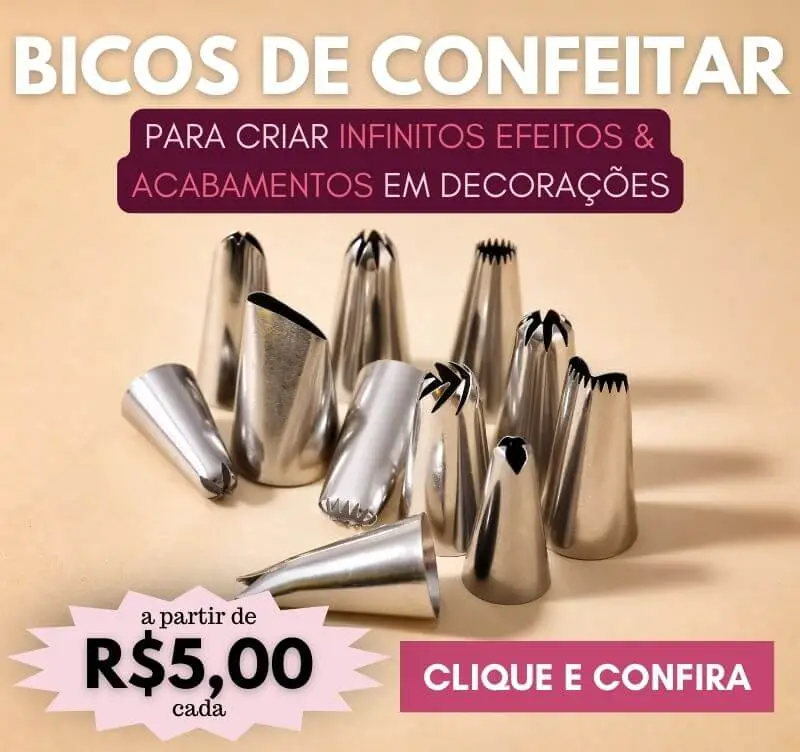 BICOS DE CONFEITAR
PARA CRIAR INFINITOS EFEITOS &
ACABAMENTOS EM DECORAÇÕES
a partir de
R$5,00
cada
CLIQUE E CONFIRA